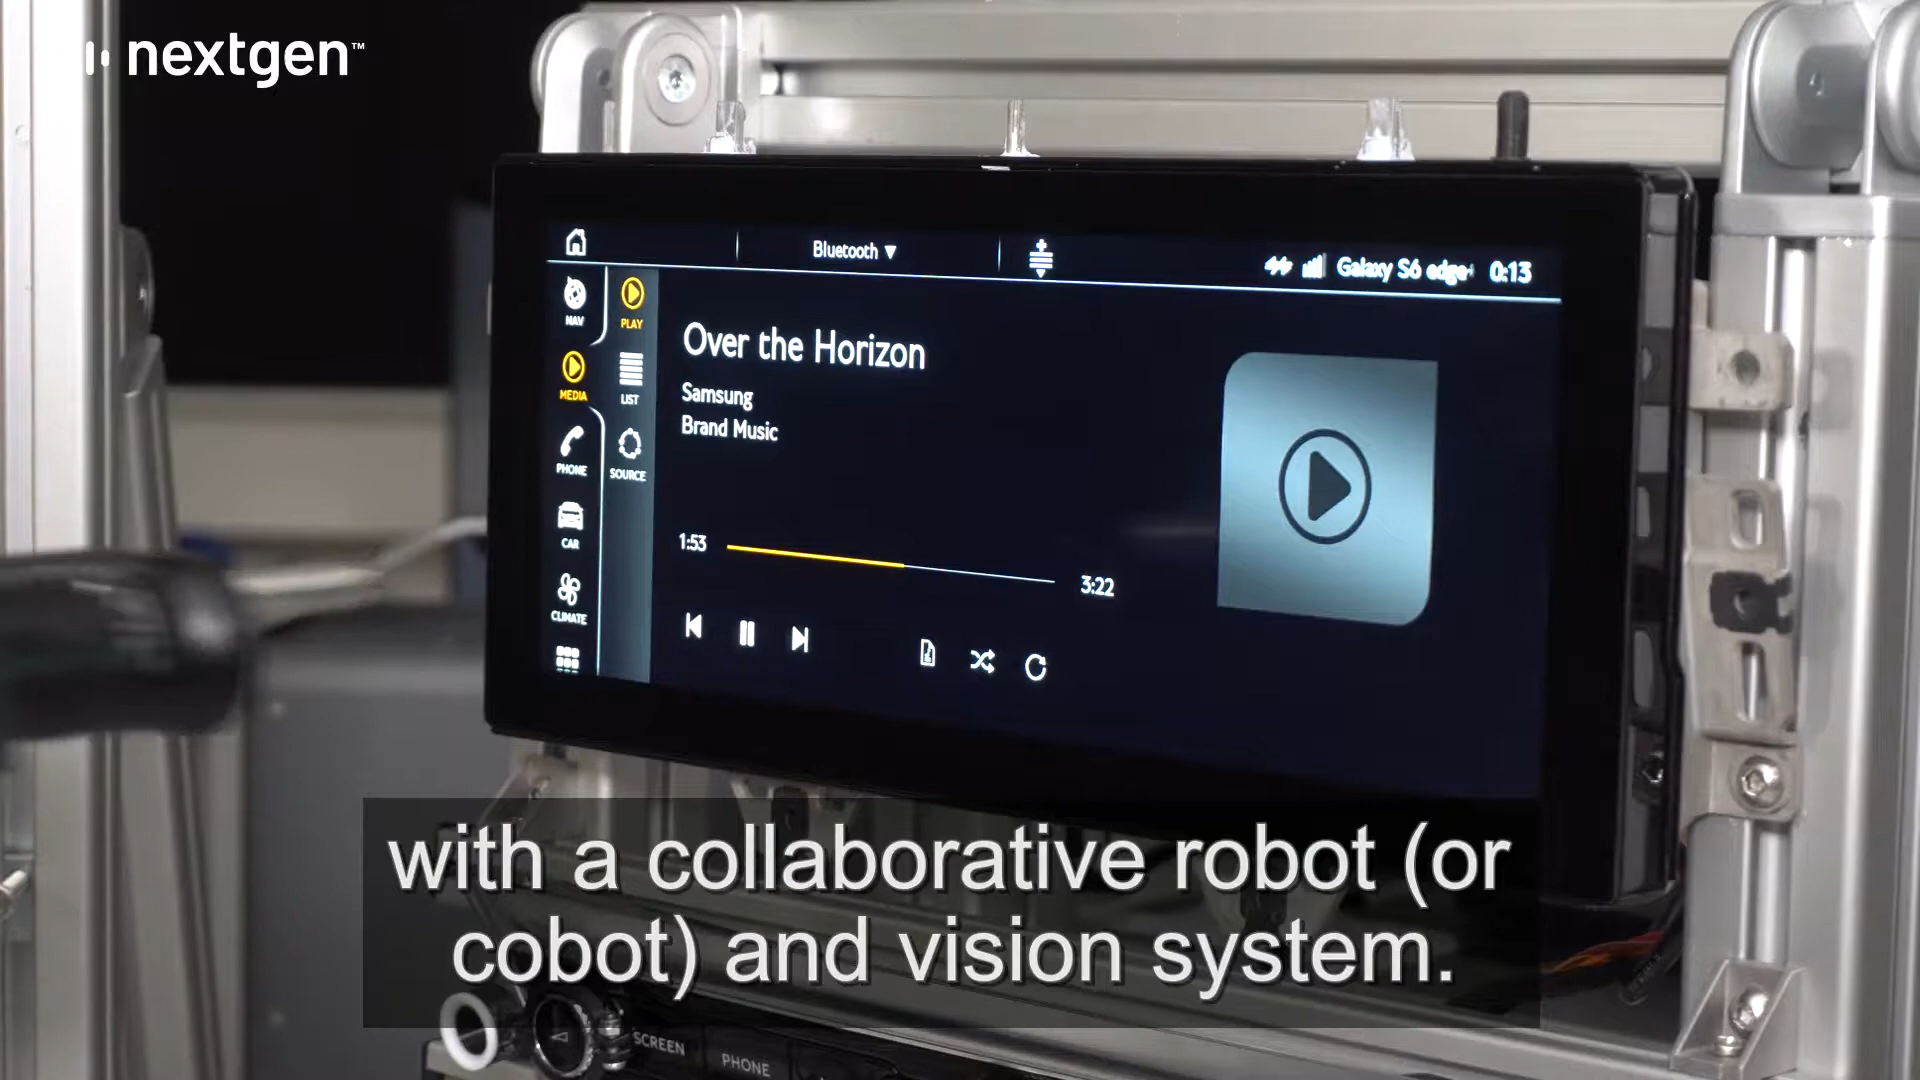 nextgen™
Bluetooth
Galaxy S6 edge+
0:13
NAV
PLAY
MEDIA
LIST
PHONE
SOURCE
CAR
CLIMATE
Over the Horizon
Samsung
Brand Music
1:53
3:22
with a collaborative robot (or
cobot) and vision system.
SCREEN
PHONE